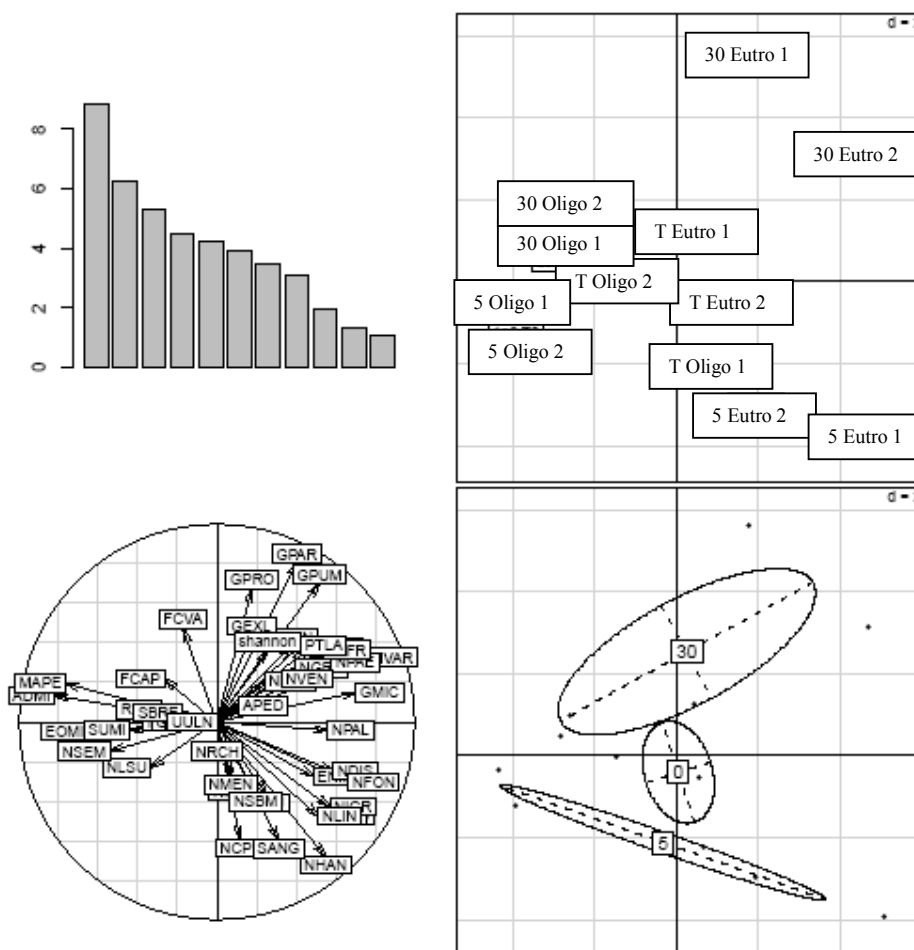 d =
30 Eutro 1
30 Eutro 2
30 Oligo 2
T Eutro 1
30 Oligo 1
T Oligo 2
5 Oligo 1
T Eutro 2
5 Oligo 2
T Oligo 1
5 Eutro 2
5 Eutro 1
8
6
4
2
0
d =
30
0
5
GPAR
GPUM
GPRO
FCVA
GEXL
shannon
PTLA
FCAP
MAPE
NVEN
GMIC
APED
UULN
NPAL
EOMI
SUMI
NSEM
NLSU
NRCH
NDIS
NFON
NMEN
NSBM
NLIN
NCP
SANG
NHAN